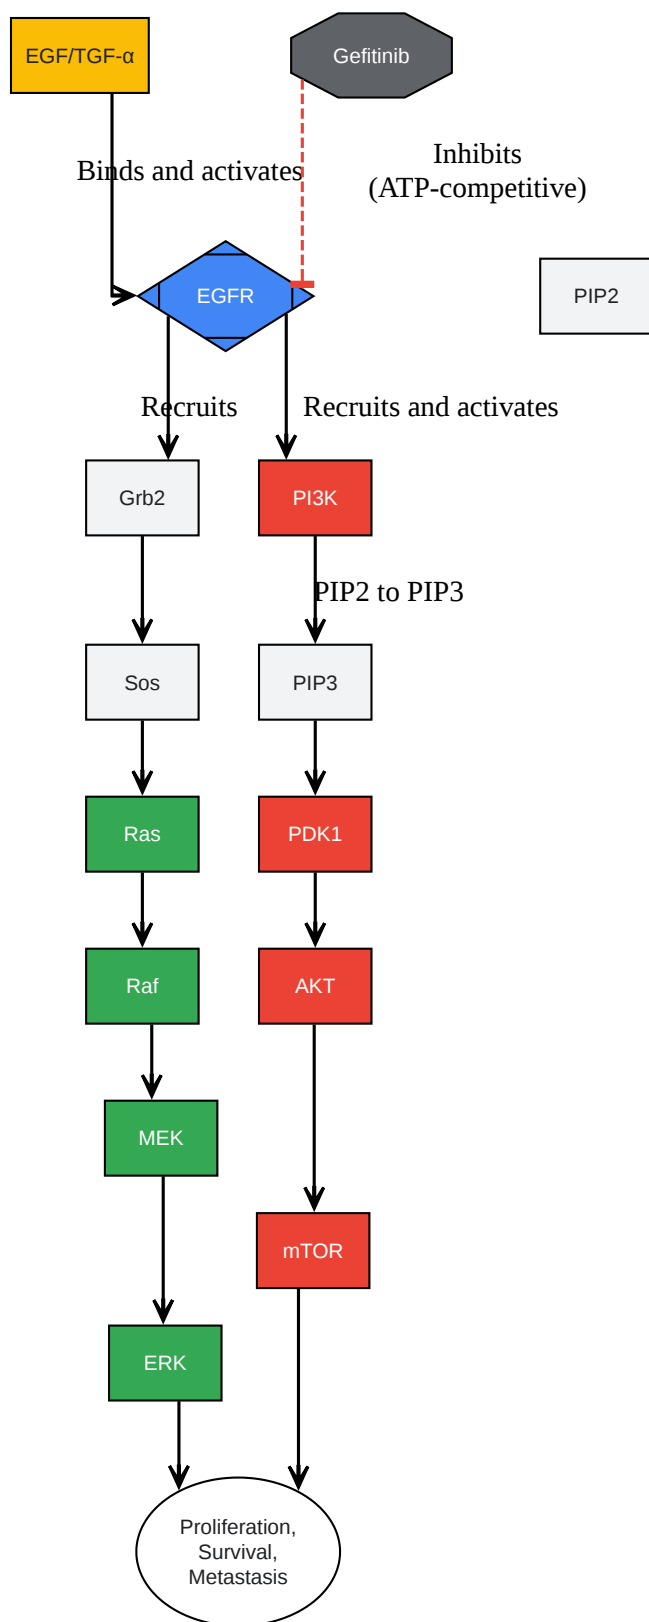 EGF/TGF-α
Gefitinib
Binds and activates
Inhibits
(ATP-competitive)
EGFR
PIP2
Recruits
Recruits and activates
Grb2
PI3K
PIP2 to PIP3
Sos
PIP3
Ras
PDK1
Raf
AKT
MEK
mTOR
ERK
Proliferation,
Survival,
Metastasis